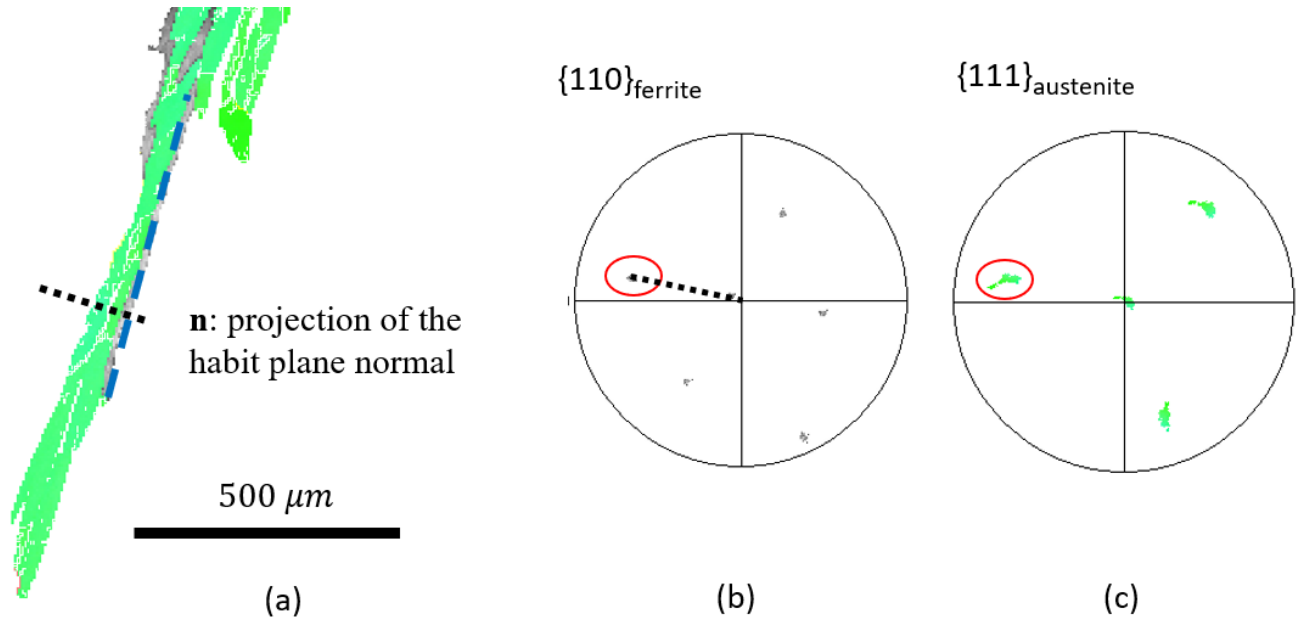 {110}ferrite
{111}austenite
n: projection of the
habit plane normal
500 μm
(a)
(b)
(c)